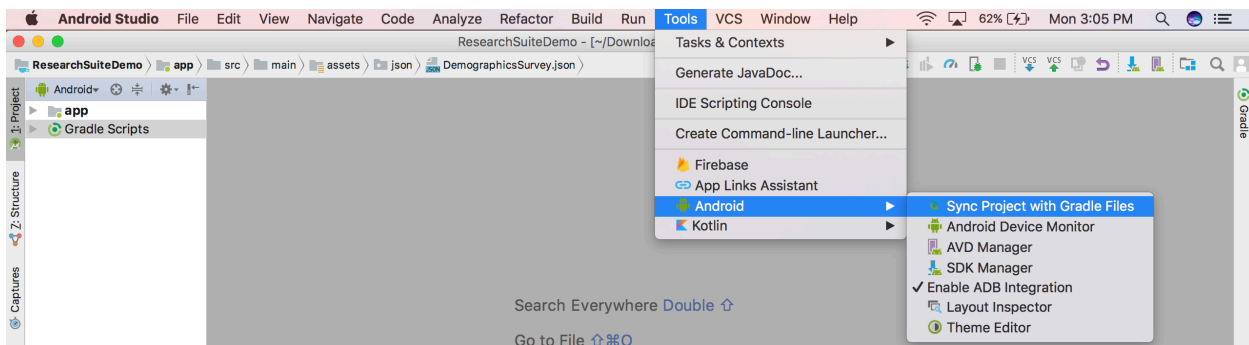 Android Studio File Edit View Navigate Code Analyze Refactor Build Run Tools VCS Window Help 62% Mon 3:05 PM
ResearchSuiteDemo - [~/Downloa
ResearchSuiteDemo app src main assets json DemographicsSurvey.json
VCS VCS
1: Project
Z: Structure
Captures
Android
app
Gradle Scripts
Tasks & Contexts
Generate JavaDoc...
IDE Scripting Console
Create Command-line Launcher...
Firebase
App Links Assistant
Android
Kotlin
Sync Project with Gradle Files
Android Device Monitor
AVD Manager
SDK Manager
✓ Enable ADB Integration
Layout Inspector
Theme Editor
Search Everywhere Double ⇧
Go to File ⇧⌘O
Gradle